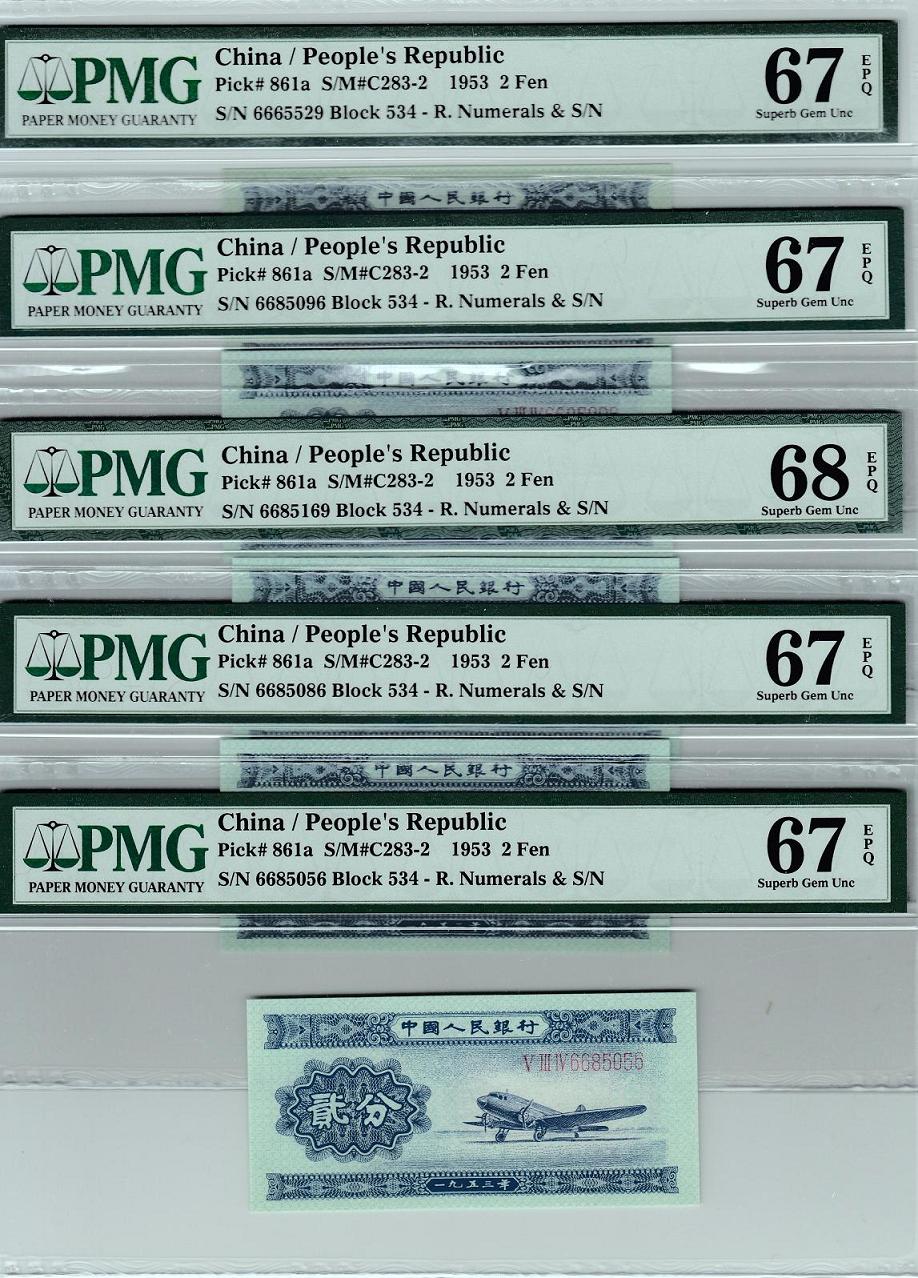 PMG
PAPER MONEY GUARANTY
China / People's Republic
Pick# 861a S/M#C283-2 1953 2 Fen
S/N 6665529 Block 534 - R. Numerals & S/N
67
EPQ
Superb Gem Unc
中國人民銀行
PMG
PAPER MONEY GUARANTY
China / People's Republic
Pick# 861a S/M#C283-2 1953 2 Fen
S/N 6685096 Block 534 - R. Numerals & S/N
67
EPQ
Superb Gem Unc
中國人民銀行
PMG
PAPER MONEY GUARANTY
China / People's Republic
Pick# 861a S/M#C283-2 1953 2 Fen
S/N 6685169 Block 534 - R. Numerals & S/N
68
EPQ
Superb Gem Unc
中國人民銀行
PMG
PAPER MONEY GUARANTY
China / People's Republic
Pick# 861a S/M#C283-2 1953 2 Fen
S/N 6685086 Block 534 - R. Numerals & S/N
67
EPQ
Superb Gem Unc
中國人民銀行
PMG
PAPER MONEY GUARANTY
China / People's Republic
Pick# 861a S/M#C283-2 1953 2 Fen
S/N 6685056 Block 534 - R. Numerals & S/N
67
EPQ
Superb Gem Unc
中國人民銀行
V III IV 6685056
貳分
一九五三年